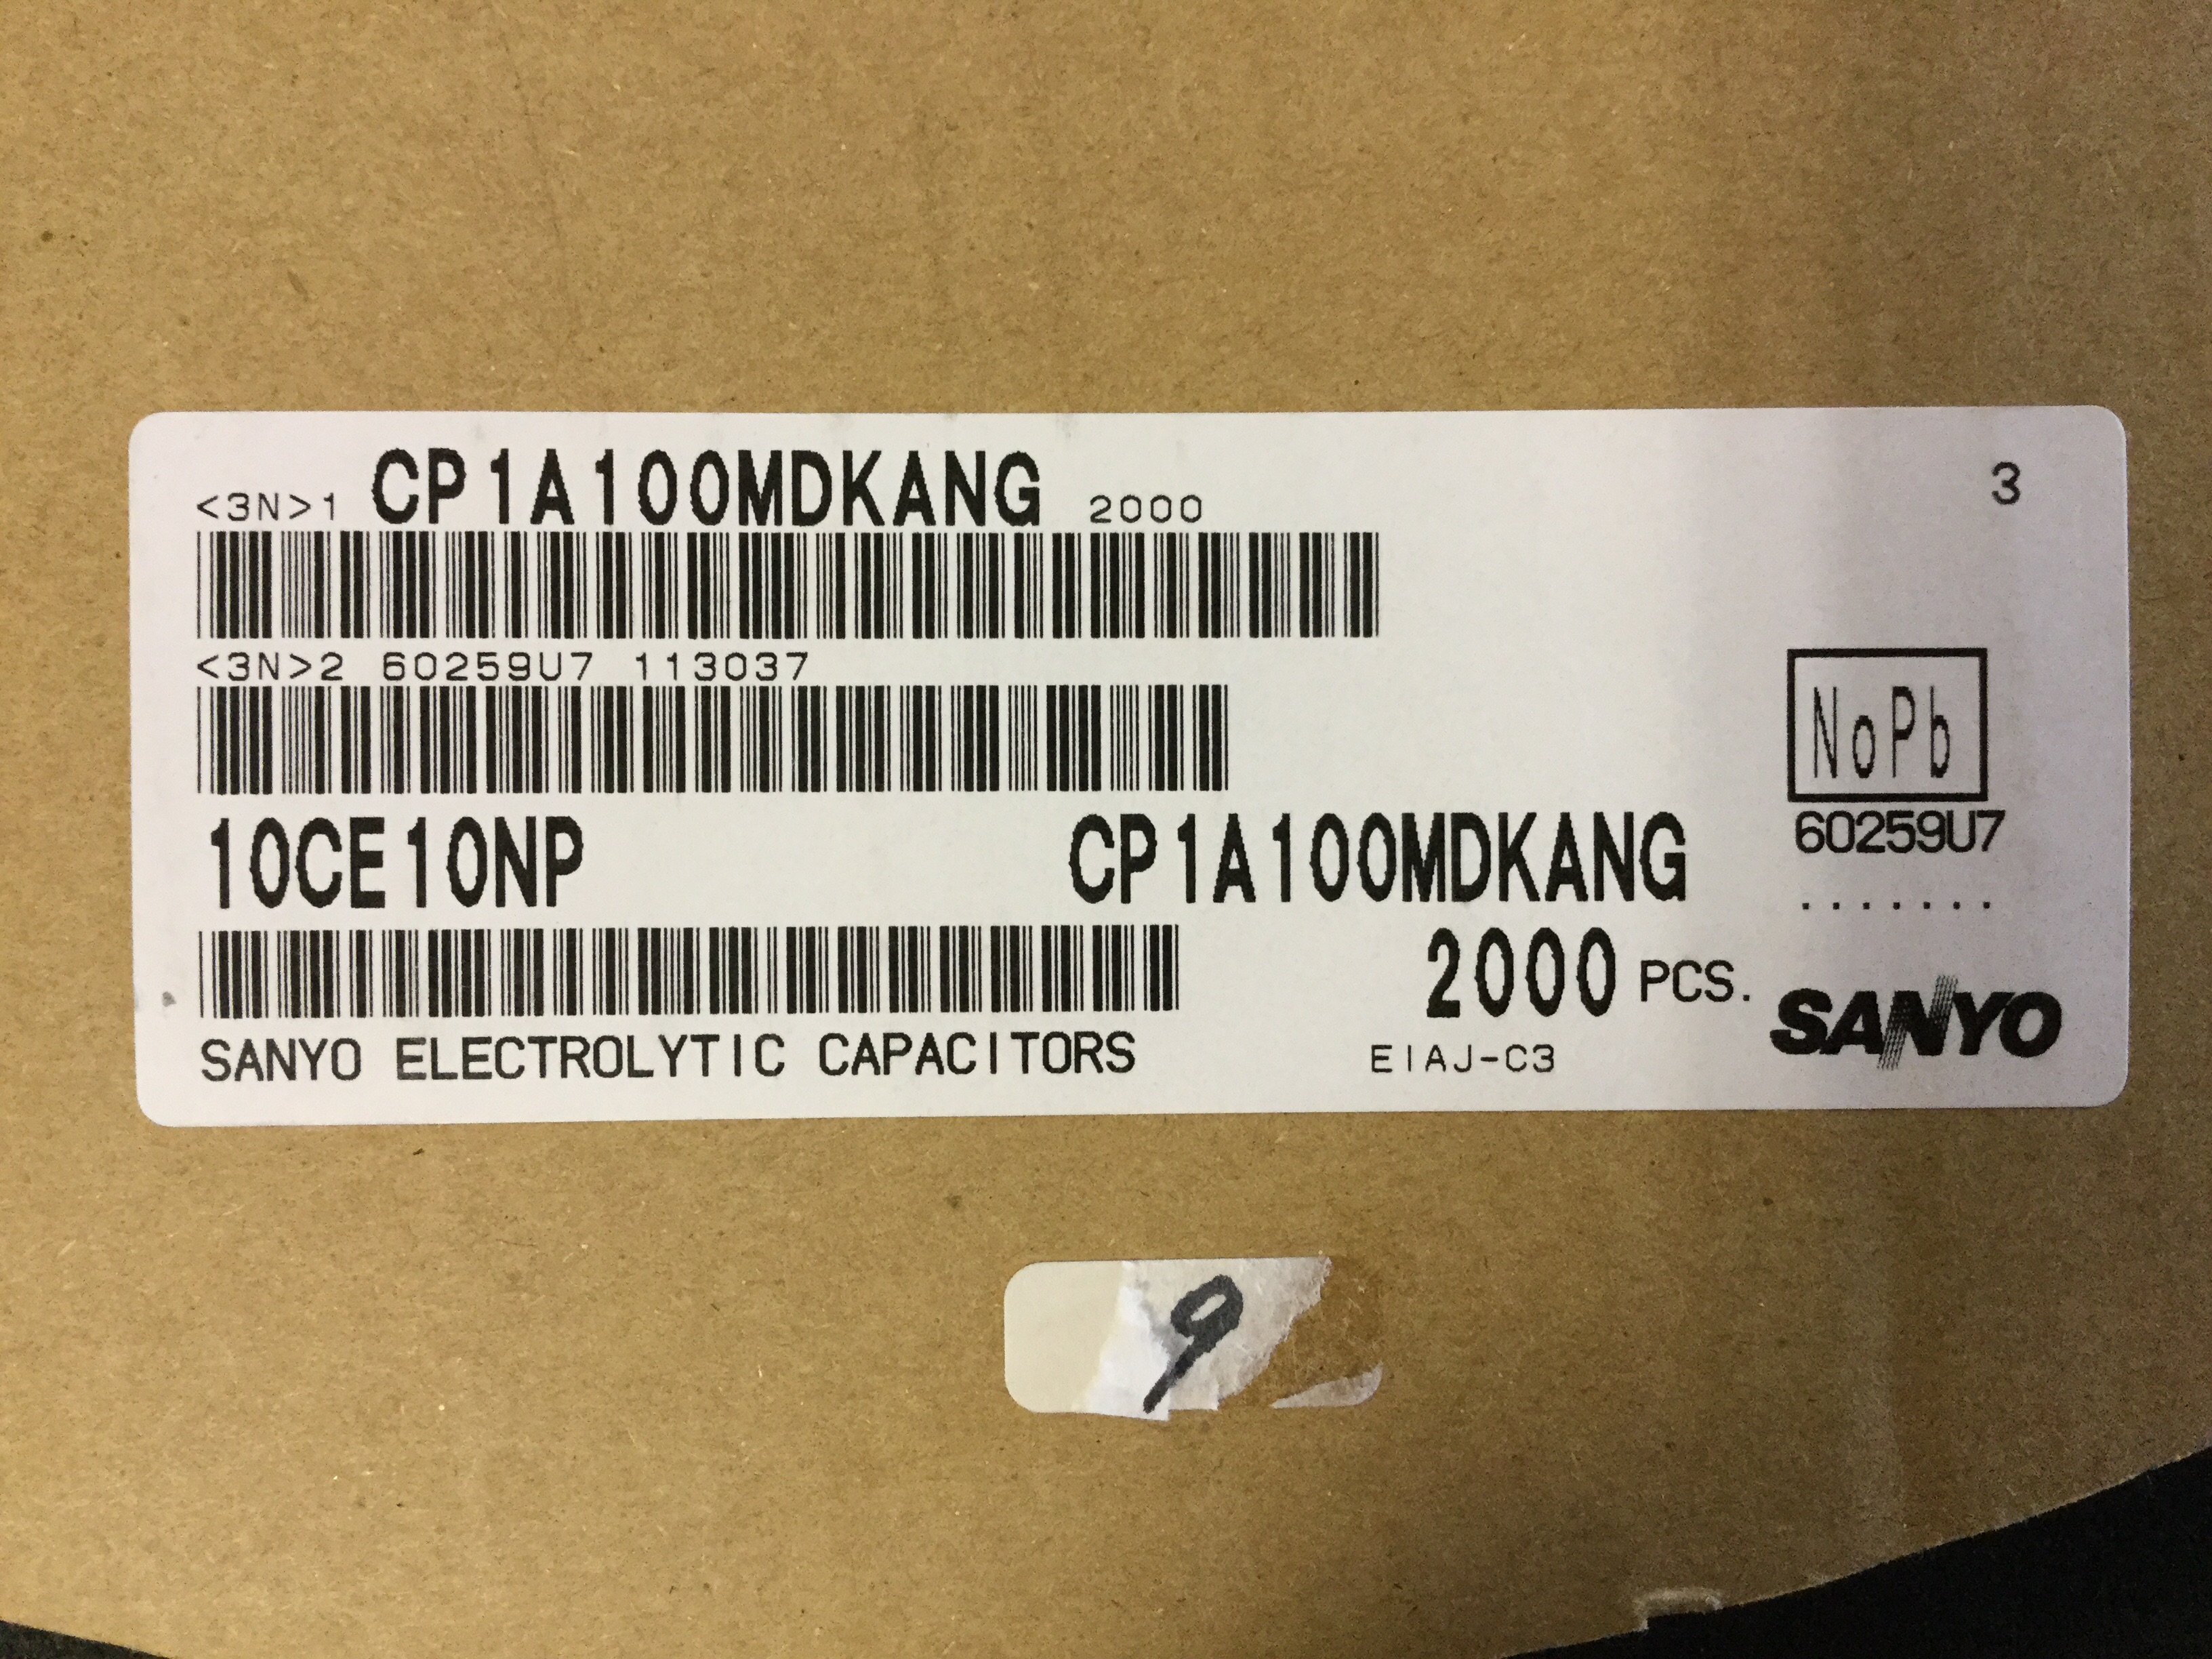 <3N>1 CP1A100MDKANG 2000
3
<3N>2 60259U7 113037
NoPb
10CE10NP CP1A100MDKANG
60259U7
.......
2000 PCS.
SANYO
SANYO ELECTROLYTIC CAPACITORS EIAJ-C3
9